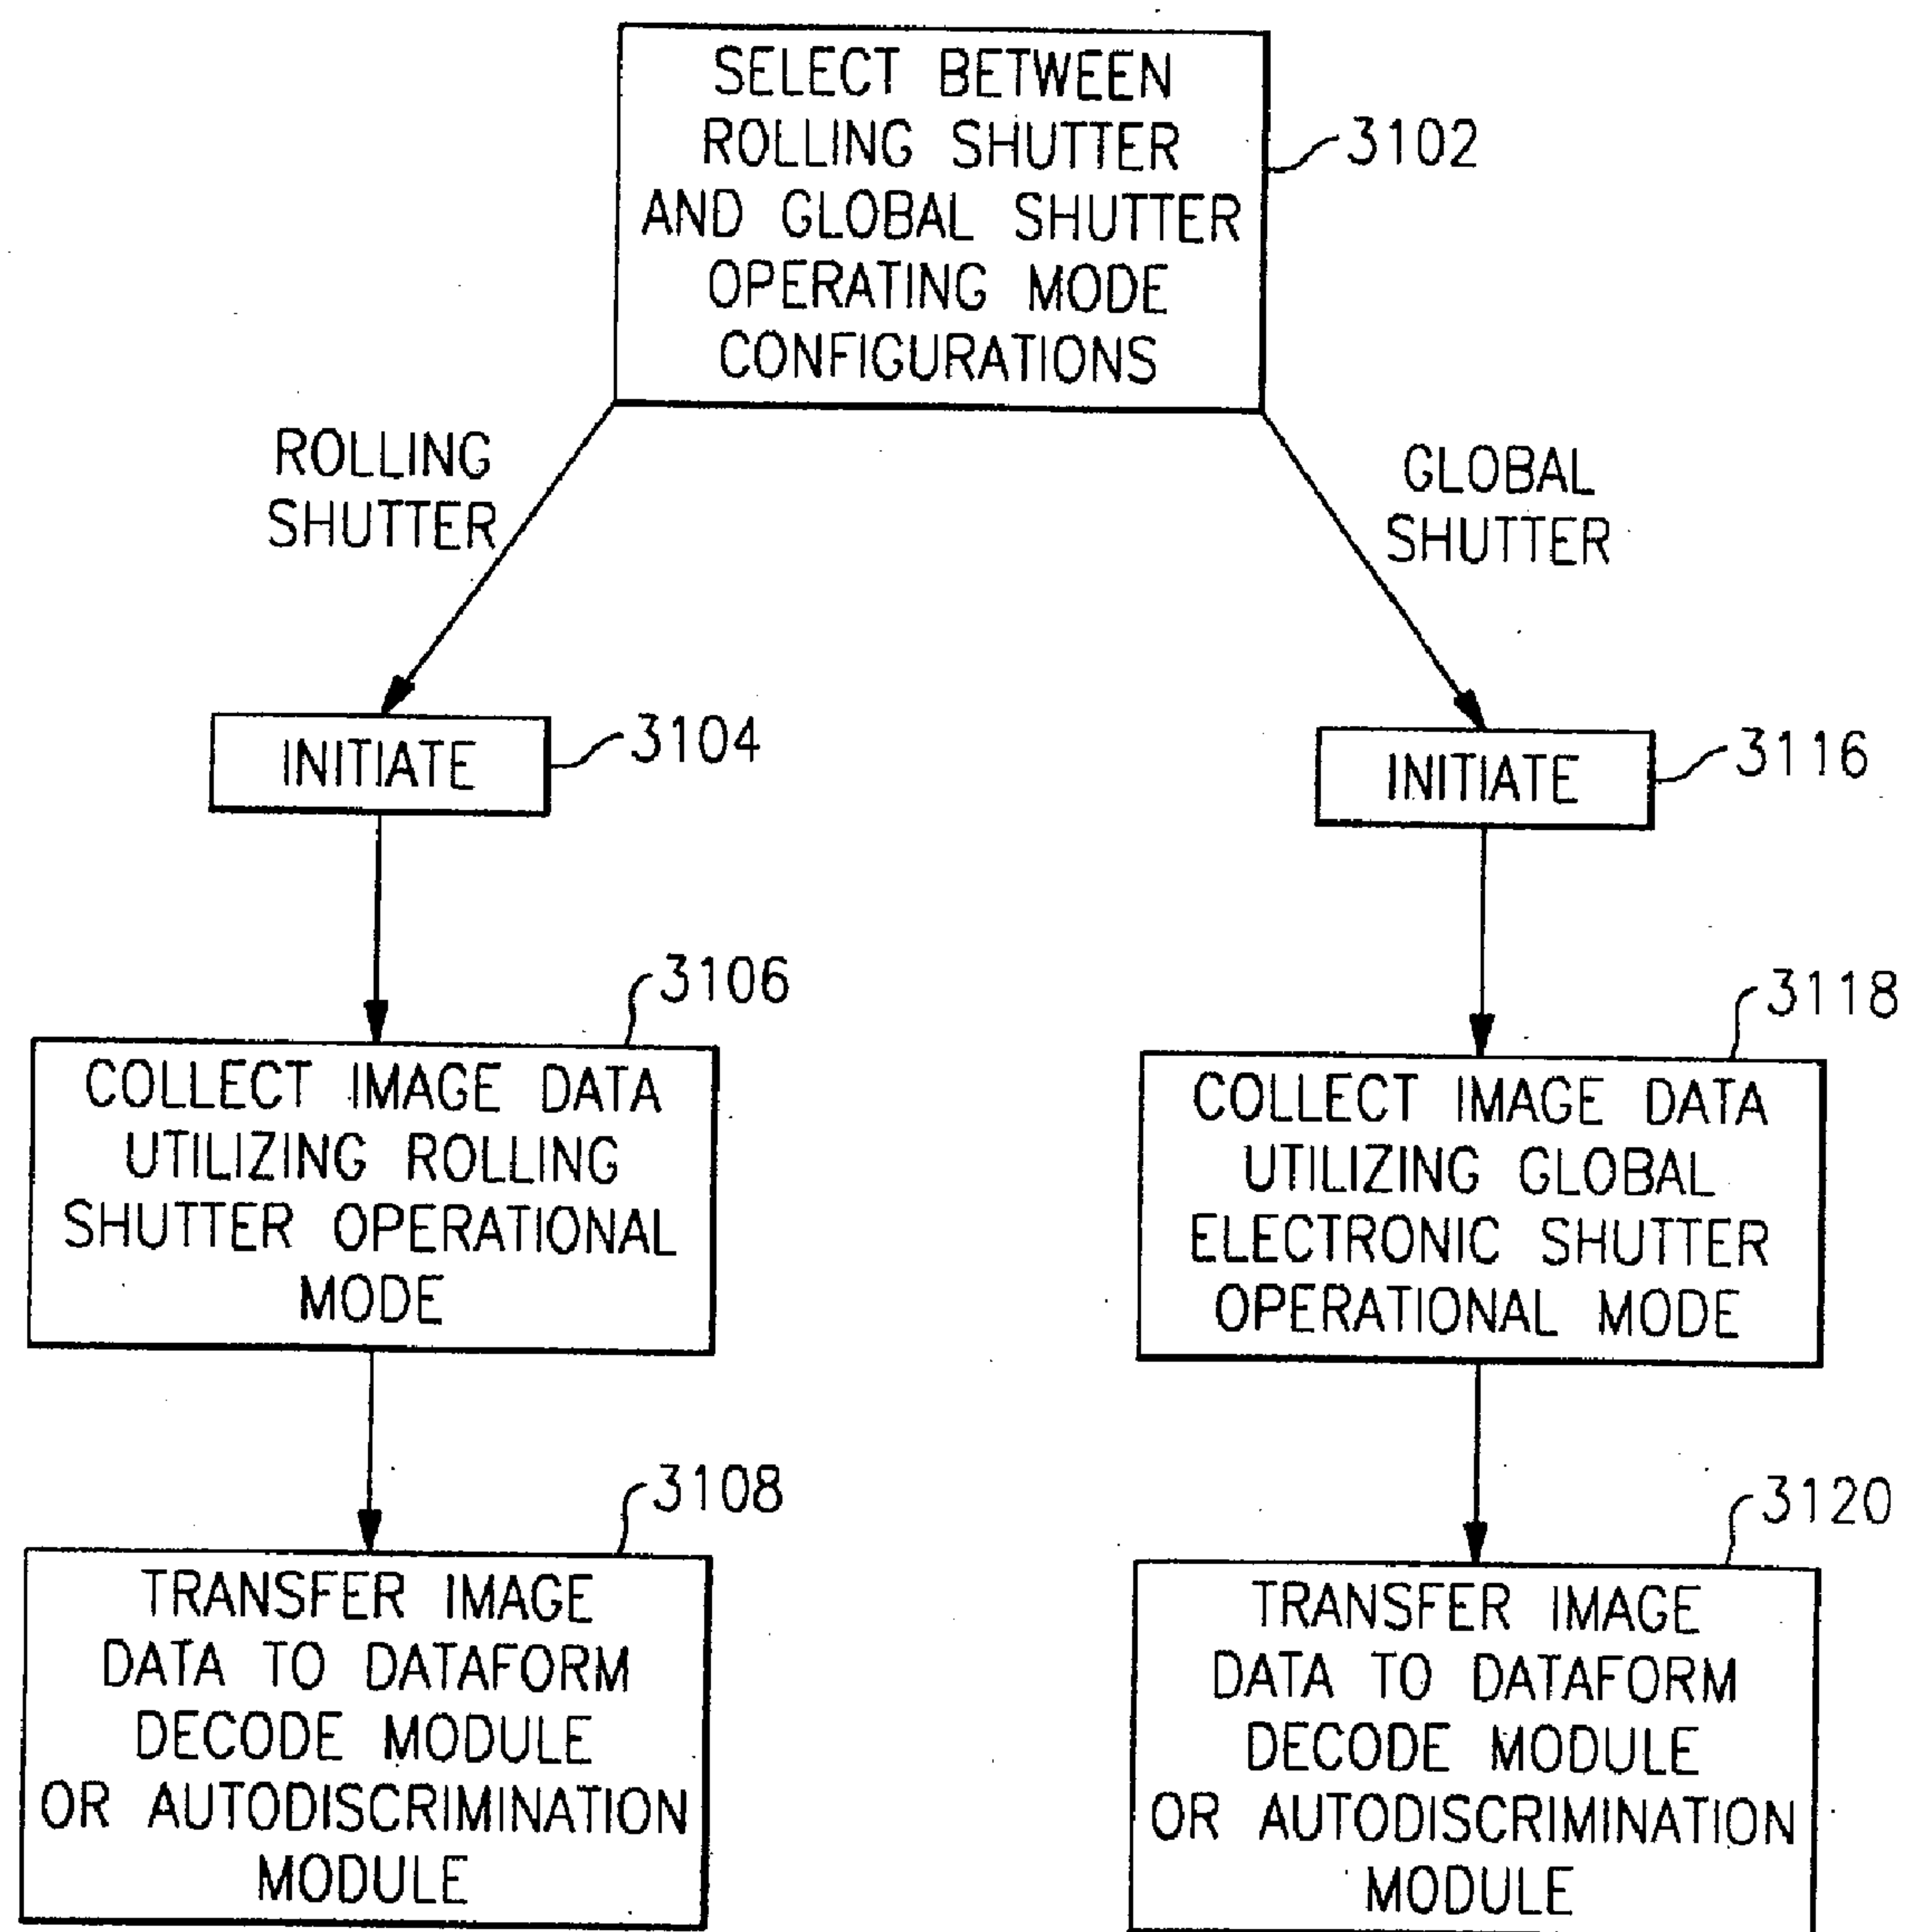 SELECT BETWEEN
ROLLING SHUTTER
AND GLOBAL SHUTTER
OPERATING MODE
CONFIGURATIONS
3102
ROLLING
SHUTTER
GLOBAL
SHUTTER
INITIATE
3104
INITIATE
3116
3106
COLLECT IMAGE DATA
UTILIZING ROLLING
SHUTTER OPERATIONAL
MODE
3118
COLLECT IMAGE DATA
UTILIZING GLOBAL
ELECTRONIC SHUTTER
OPERATIONAL MODE
3108
TRANSFER IMAGE
DATA TO DATAFORM
DECODE MODULE
OR AUTODISCRIMINATION
MODULE
3120
TRANSFER IMAGE
DATA TO DATAFORM
DECODE MODULE
OR AUTODISCRIMINATION
MODULE